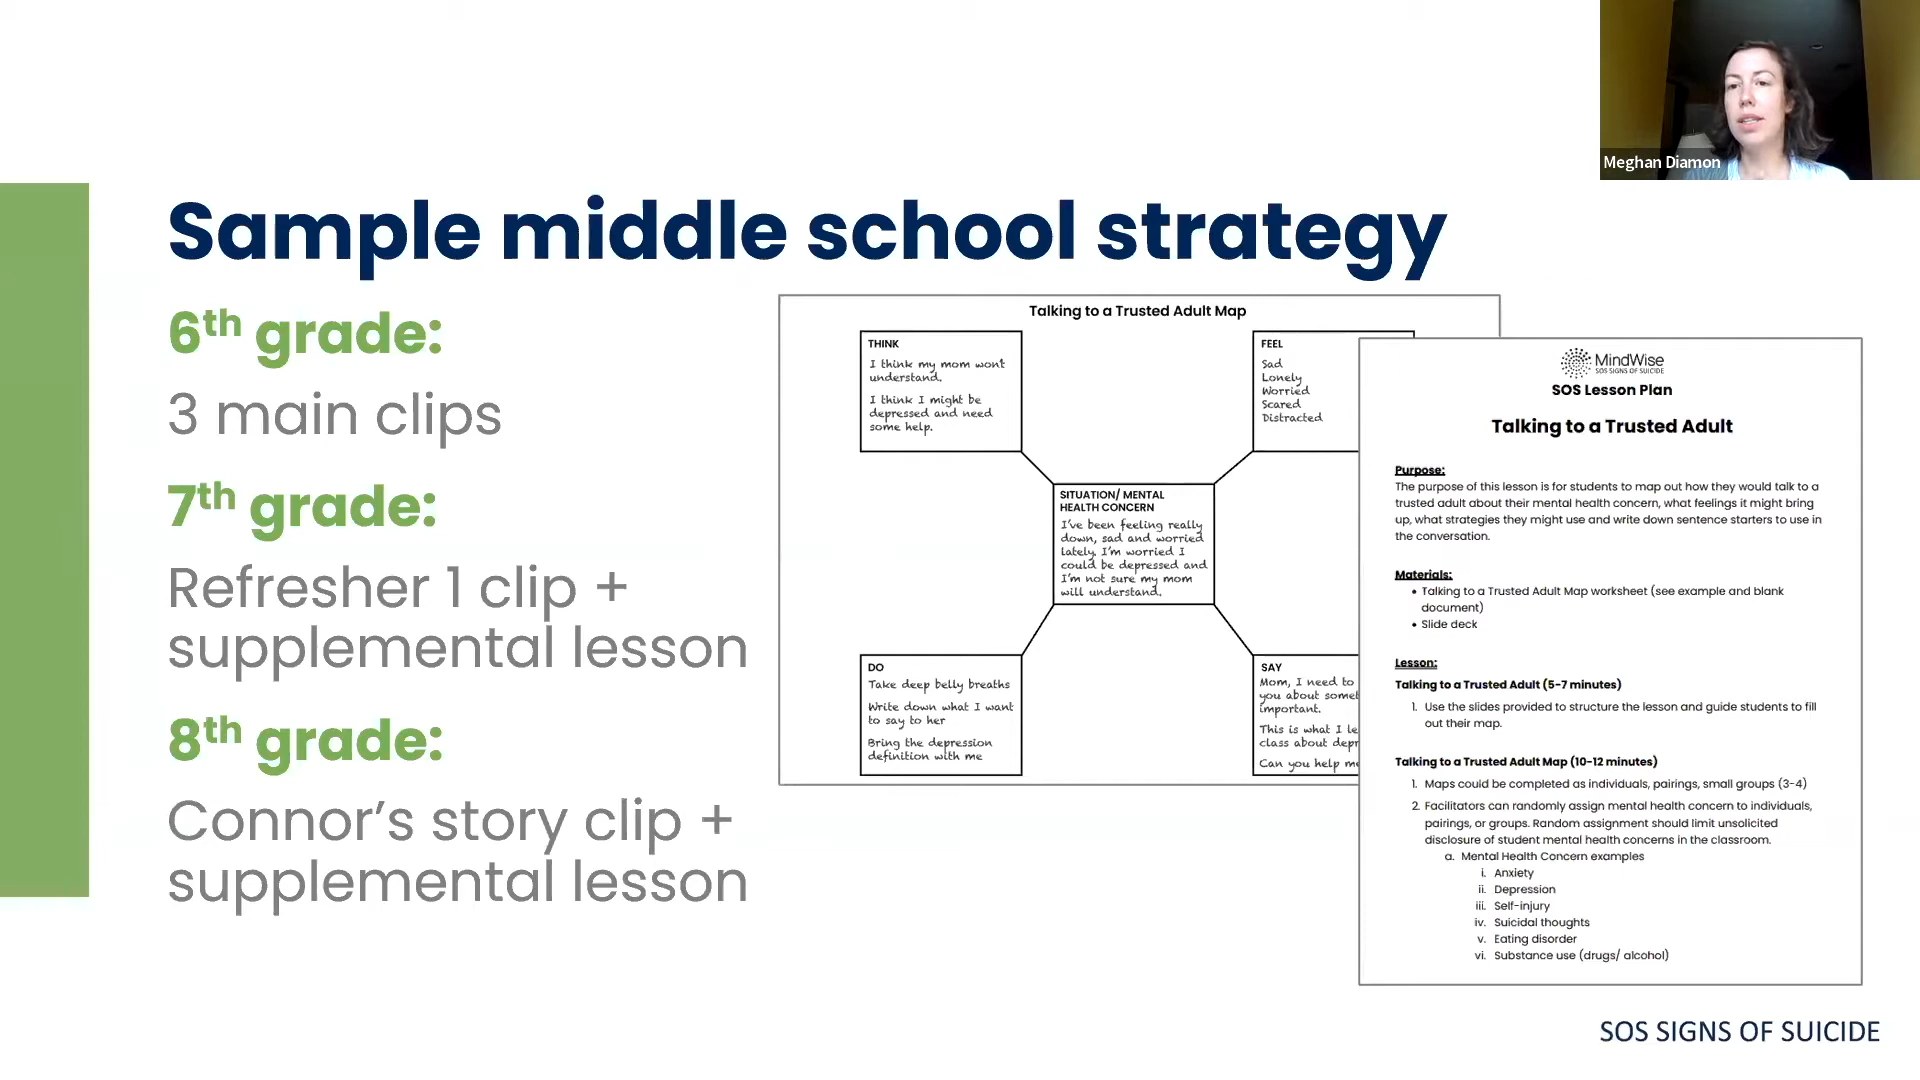 Meghan Diamon
Sample middle school strategy
6th grade:
3 main clips
7th grade:
Refresher 1 clip +
supplemental lesson
8th grade:
Connor's story clip +
supplemental lesson
Talking to a Trusted Adult Map
THINK
I think my mom won't
understand.
I think I might be
depressed and need
some help.
FEEL
Sad
Lonely
Worried
Scared
Distracted
SITUATION/ MENTAL
HEALTH CONCERN
I've been feeling really
down, sad and worried
lately. I'm worried I
could be depressed and
I'm not sure my mom
will understand.
DO
Take deep belly breaths
Write down what I want
to say to her
Bring the depression
definition with me
SAY
Mom, I need to
you about
important.
This is what I
class about
Can you help
MindWise
SOS SIGNS OF SUICIDE
SOS Lesson Plan
Talking to a Trusted Adult
Purpose:
The purpose of this lesson is for students to map out how they would talk to a
trusted adult about their mental health concern, what feelings it might bring
up, what strategies they might use and write down sentence starters to use in
the conversation.
Materials:
• Talking to a Trusted Adult Map worksheet (see example and blank
document)
• Slide deck
Lesson:
Talking to a Trusted Adult (5-7 minutes)
1. Use the slides provided to structure the lesson and guide students to fill
out their map.
Talking to a Trusted Adult Map (10-12 minutes)
1. Maps could be completed as individuals, pairings, small groups (3-4)
2. Facilitators can randomly assign mental health concern to individuals,
pairings, or groups. Random assignment should limit unsolicited
disclosure of student mental health concerns in the classroom.
a. Mental Health Concern examples
i. Anxiety
ii. Depression
iii. Self-injury
iv. Suicidal thoughts
v. Eating disorder
vi. Substance use (drugs/ alcohol)
SOS SIGNS OF SUICIDE